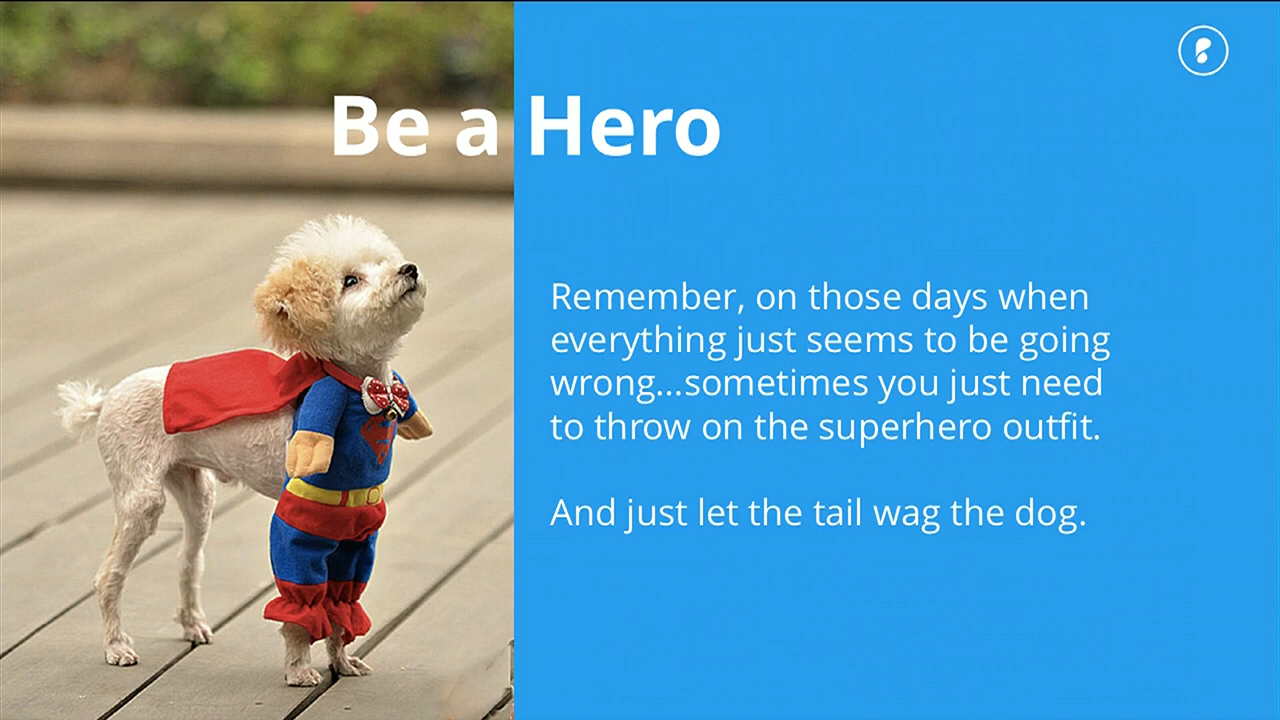 Be a Hero
Remember, on those days when
everything just seems to be going
wrong...sometimes you just need
to throw on the superhero outfit.
And just let the tail wag the dog.